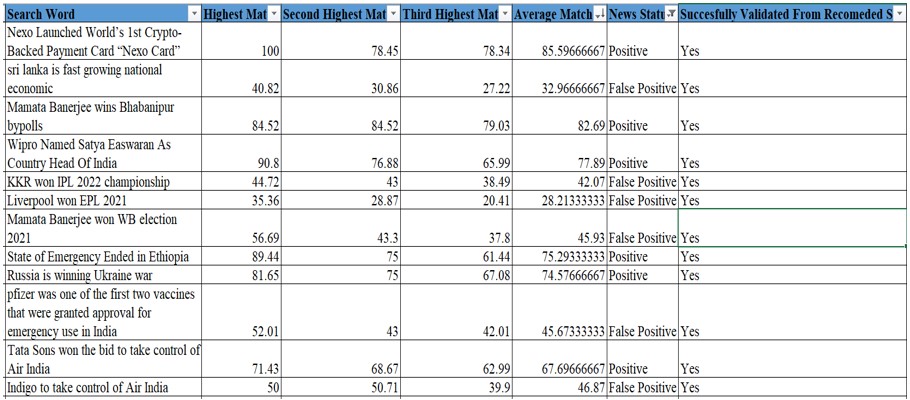 Search Word Highest Mat Second Highest Mat Third Highest Mat Average Match News Statu Succesfully Validated From Recomeded S
Nexo Launched World's 1st Crypto-
Backed Payment Card “Nexo Card” 100 78.45 78.34 85.59666667 Positive Yes
sri lanka is fast growing national
economic 40.82 30.86 27.22 32.96666667 False Positive Yes
Mamata Banerjee wins Bhabanipur
bypolls 84.52 84.52 79.03 82.69 Positive Yes
Wipro Named Satya Easwaran As
Country Head Of India 90.8 76.88 65.99 77.89 Positive Yes
KKR won IPL 2022 championship 44.72 43 38.49 42.07 False Positive Yes
Liverpool won EPL 2021 35.36 28.87 20.41 28.21333333 False Positive Yes
Mamata Banerjee won WB election
2021 56.69 43.3 37.8 45.93 False Positive Yes
State of Emergency Ended in Ethiopia 89.44 75 61.44 75.29333333 Positive Yes
Russia is winning Ukraine war 81.65 75 67.08 74.57666667 Positive Yes
pfizer was one of the first two vaccines
that were granted approval for
emergency use in India 52.01 43 42.01 45.67333333 False Positive Yes
Tata Sons won the bid to take control of
Air India 71.43 68.67 62.99 67.69666667 Positive Yes
Indigo to take control of Air India 50 50.71 39.9 46.87 False Positive Yes